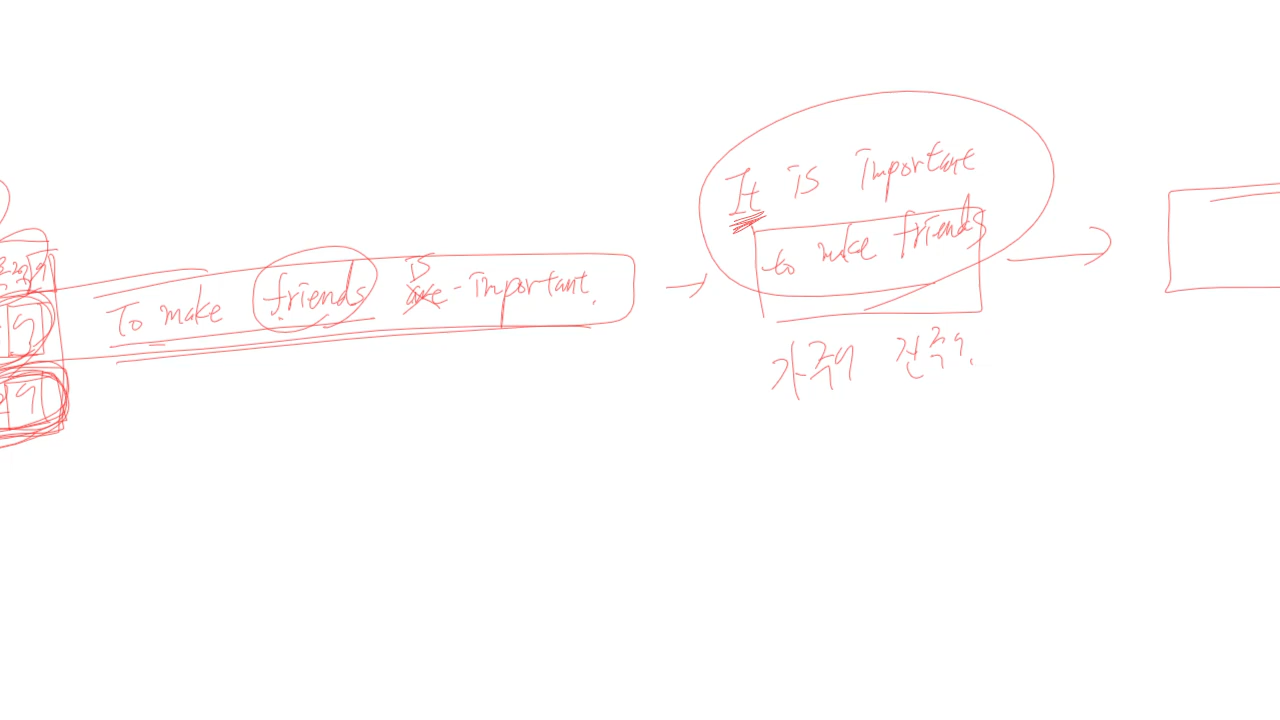 To make friends is are important.
It is important
to make friends
가주어 진주어.